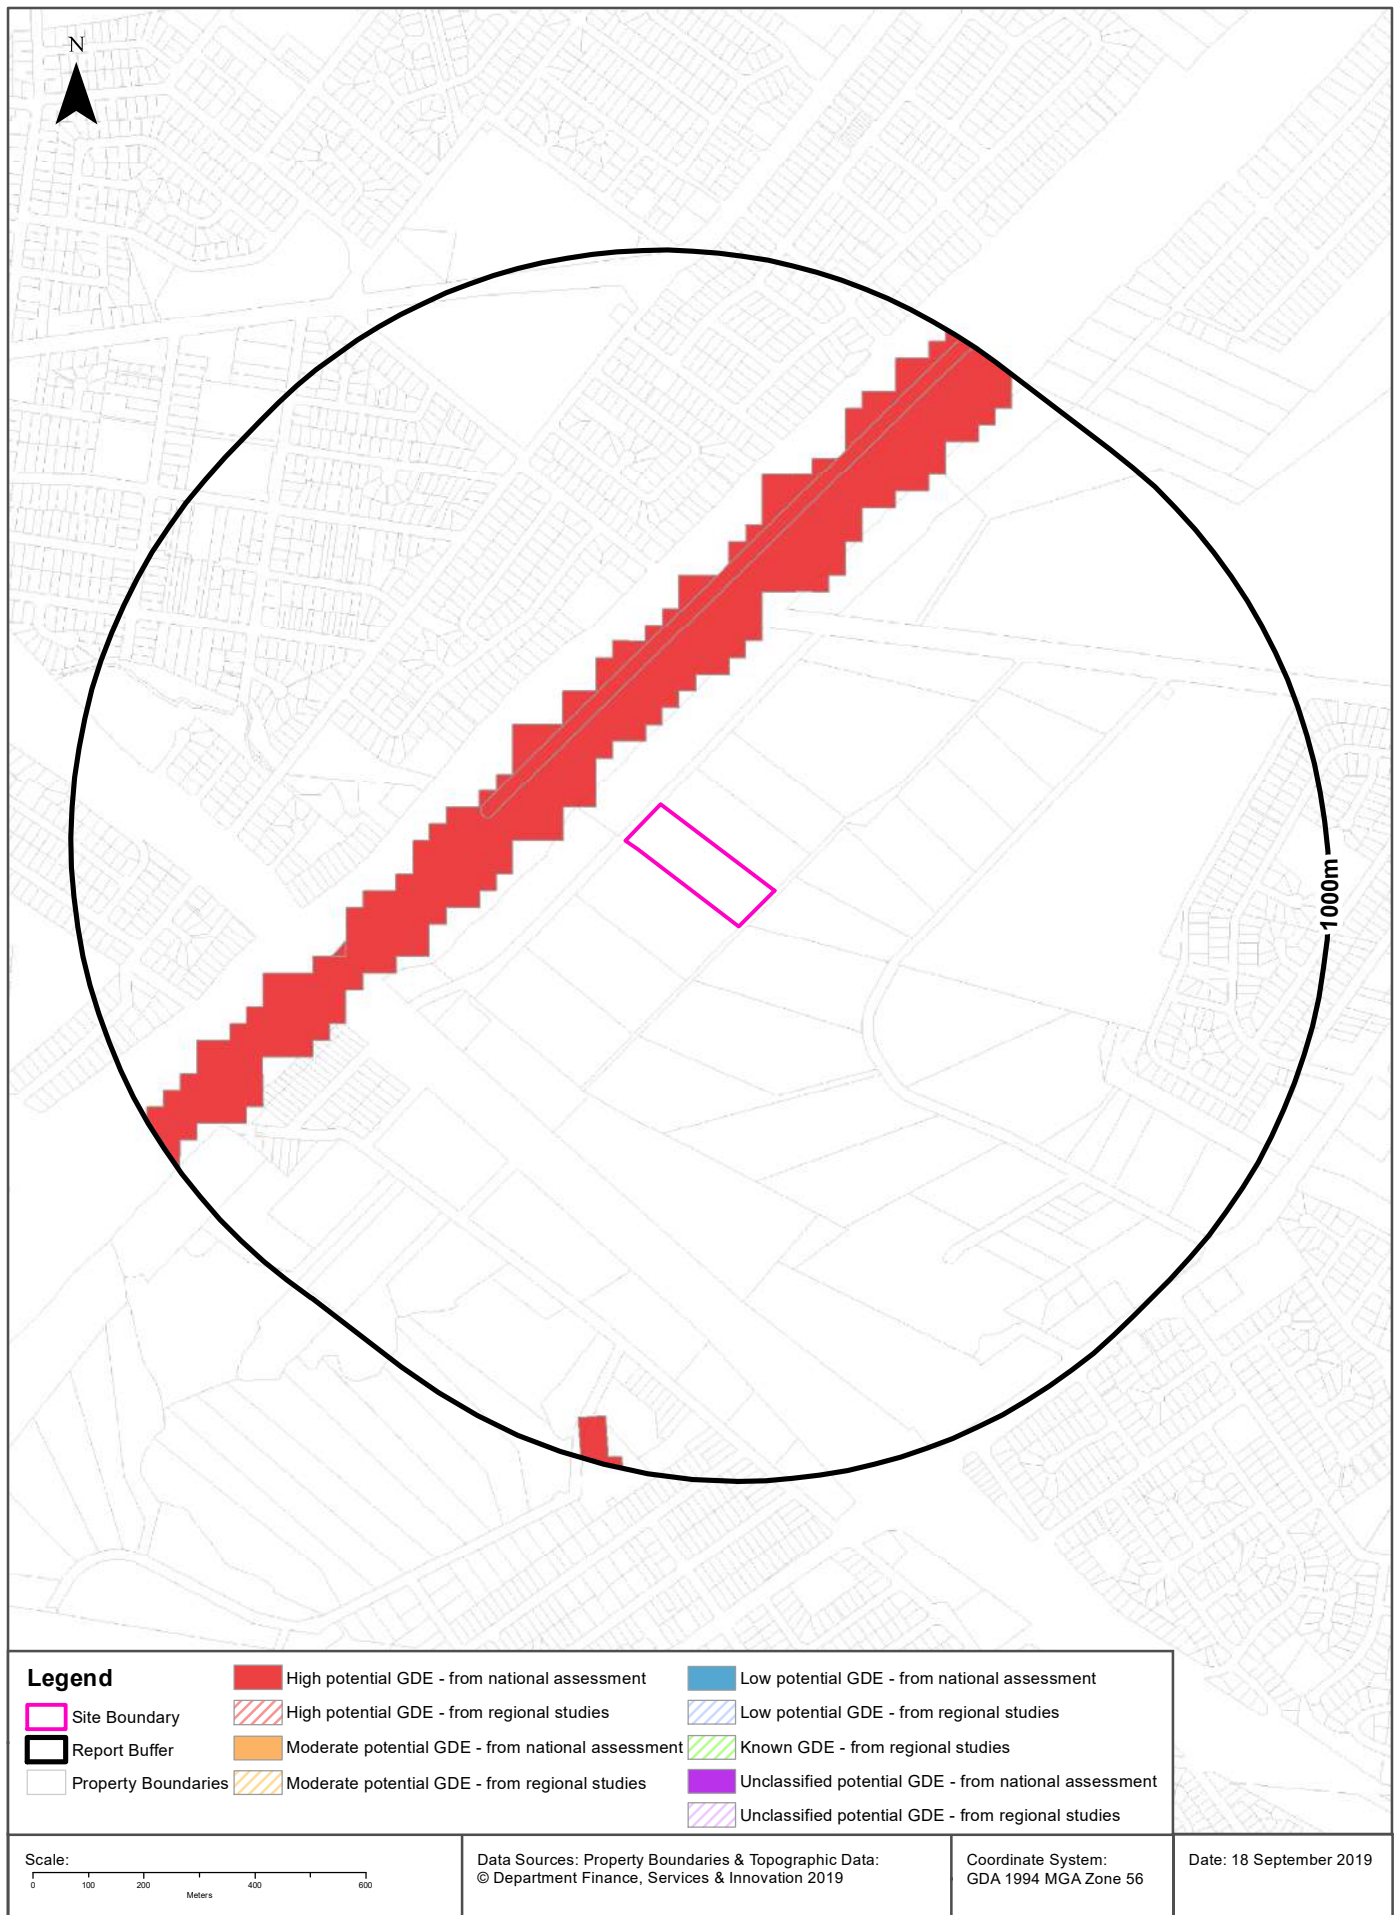 N
1000m
Legend
Site Boundary
Report Buffer
Property Boundaries
High potential GDE - from national assessment
High potential GDE - from regional studies
Moderate potential GDE - from national assessment
Moderate potential GDE - from regional studies
Low potential GDE - from national assessment
Low potential GDE - from regional studies
Known GDE - from regional studies
Unclassified potential GDE - from national assessment
Unclassified potential GDE - from regional studies
Scale:
0 100 200 400 600
Meters
Data Sources: Property Boundaries & Topographic Data:
© Department Finance, Services & Innovation 2019
Coordinate System:
GDA 1994 MGA Zone 56
Date: 18 September 2019